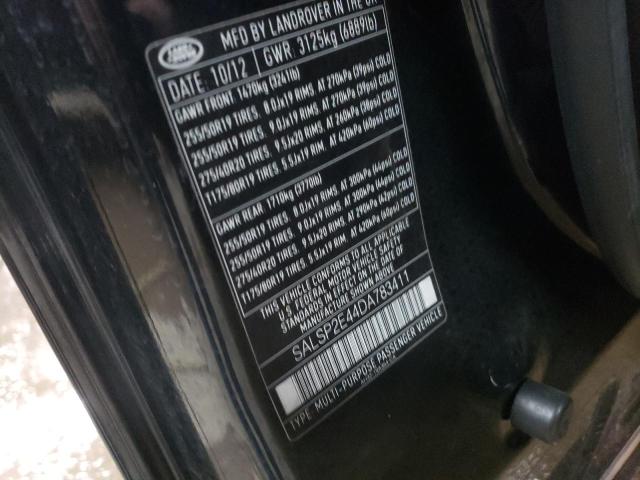 LAND ROVER
MFD BY LANDROVER IN THE UK
DATE: 10/12 GWR. 3125kg (6889lb)
GAWR FRONT 1470kg (3241lb)
255/50R19 TIRES. 8.0Jx19 RIMS. AT 270kPa (39psi) COLD
255/50R19 TIRES. 9.0Jx19 RIMS. AT 270kPa (39psi) COLD
275/40R20 TIRES. 9.5Jx20 RIMS. AT 260kPa (38psi) COLD
T175/80R19 TIRES 5.5Jx19 RIM. AT 420kPa (60psi) COLD
GAWR REAR 1710kg (3770lb)
255/50R19 TIRES. 8.0Jx19 RIMS. AT 300kPa (44psi) COLD
255/50R19 TIRES. 9.0Jx19 RIMS. AT 300kPa (44psi) COLD
275/40R20 TIRES. 9.5Jx20 RIMS. AT 290kPa (42psi) COLD
T175/80R19 TIRES 5.5Jx19 RIM. AT 420kPa (60psi) COLD
THIS VEHICLE CONFORMS TO ALL APPLICABLE
U.S. FEDERAL MOTOR VEHICLE SAFETY
STANDARDS IN EFFECT ON THE DATE OF
MANUFACTURE SHOWN ABOVE
SALSP2E44DA783411
TYPE: MULTI-PURPOSE PASSENGER VEHICLE